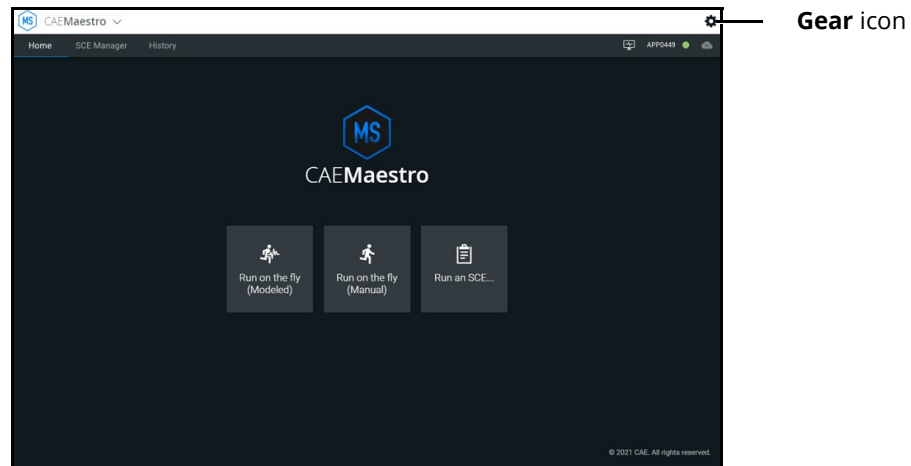 MS CAEMaestro
Gear icon
Home SCE Manager History APP0449
MS
CAEMaestro
Run on the fly
(Modeled)
Run on the fly
(Manual)
Run an SCE...
© 2021 CAE. All rights reserved.